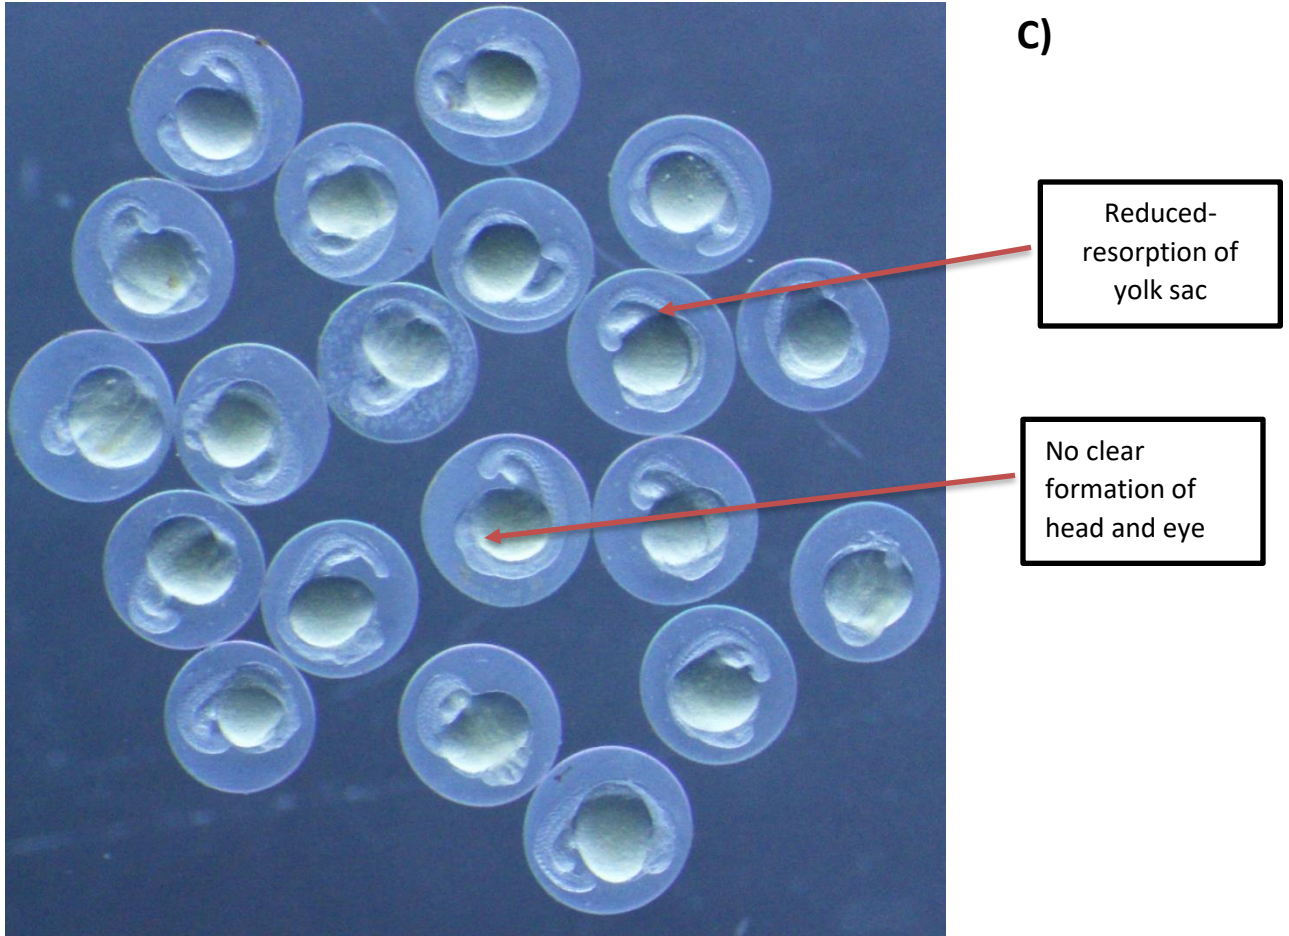 C)
Reduced-
resorption of
yolk sac
No clear
formation of
head and eye